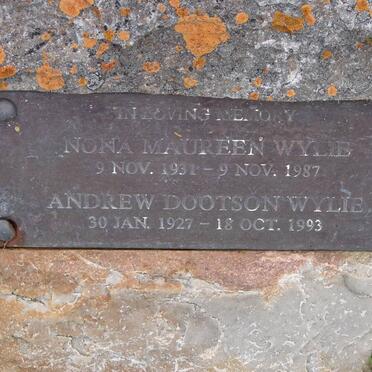 IN LOVING MEMORY
NONA MAUREEN WYLIE
9 NOV. 1931 – 9 NOV. 1987
ANDREW DOOTSON WYLIE
30 JAN. 1927 – 18 OCT. 1993